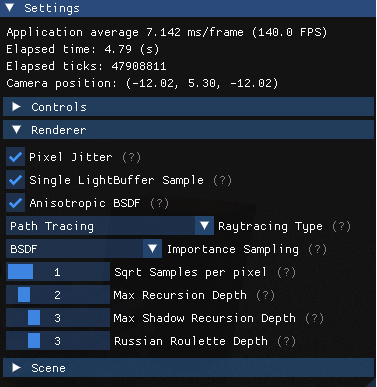 Settings
Application average 7.142 ms/frame (140.0 FPS)
Elapsed time: 4.79 (s)
Elapsed ticks: 47908811
Camera position: (-12.02, 5.30, -12.02)
Controls
Renderer
Pixel Jitter (?)
Single LightBuffer Sample (?)
Anisotropic BSDF (?)
Path Tracing Raytracing Type (?)
BSDF Importance Sampling (?)
1 Sqrt Samples per pixel (?)
2 Max Recursion Depth (?)
3 Max Shadow Recursion Depth (?)
3 Russian Roulette Depth (?)
Scene